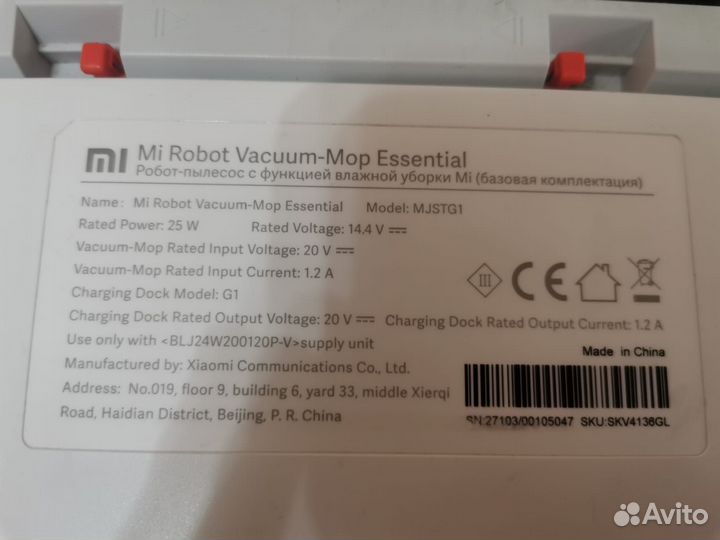 mi Mi Robot Vacuum-Mop Essential
Робот-пылесос с функцией влажной уборки Mi (базовая комплектация)
Name: Mi Robot Vacuum-Mop Essential Model: MJSTG1
Rated Power: 25 W Rated Voltage: 14.4 V
Vacuum-Mop Rated Input Voltage: 20 V
Vacuum-Mop Rated Input Current: 1.2 A
Charging Dock Model: G1
Charging Dock Rated Output Voltage: 20 V Charging Dock Rated Output Current: 1.2 A
Use only with <BLJ24W200120P-V>supply unit
Manufactured by: Xiaomi Communications Co., Ltd.
Address: No.019, floor 9, building 6, yard 33, middle Xierqi
Road, Haidian District, Beijing, P. R. China
III CE
Made in China
SN:27103/00105047 SKU:SKV4136GL
Avito